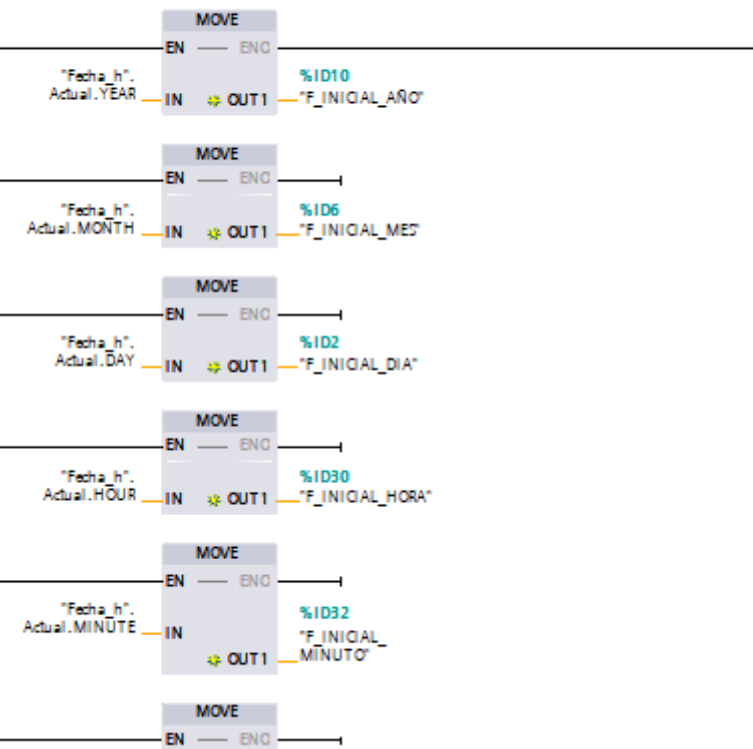 MOVE
EN ENO
"Fecha_h".
Actual.YEAR
IN OUT1
%ID10
"F_INICIAL_AÑO"
MOVE
EN ENO
"Fecha_h".
Actual.MONTH
IN OUT1
%ID6
"F_INICIAL_MES"
MOVE
EN ENO
"Fecha_h".
Actual.DAY
IN OUT1
%ID2
"F_INICIAL_DIA"
MOVE
EN ENO
"Fecha_h".
Actual.HOUR
IN OUT1
%ID30
"F_INICIAL_HORA"
MOVE
EN ENO
"Fecha_h".
Actual.MINUTE
IN
OUT1
%ID32
"F_INICIAL_
MINUTO"
MOVE
EN ENO